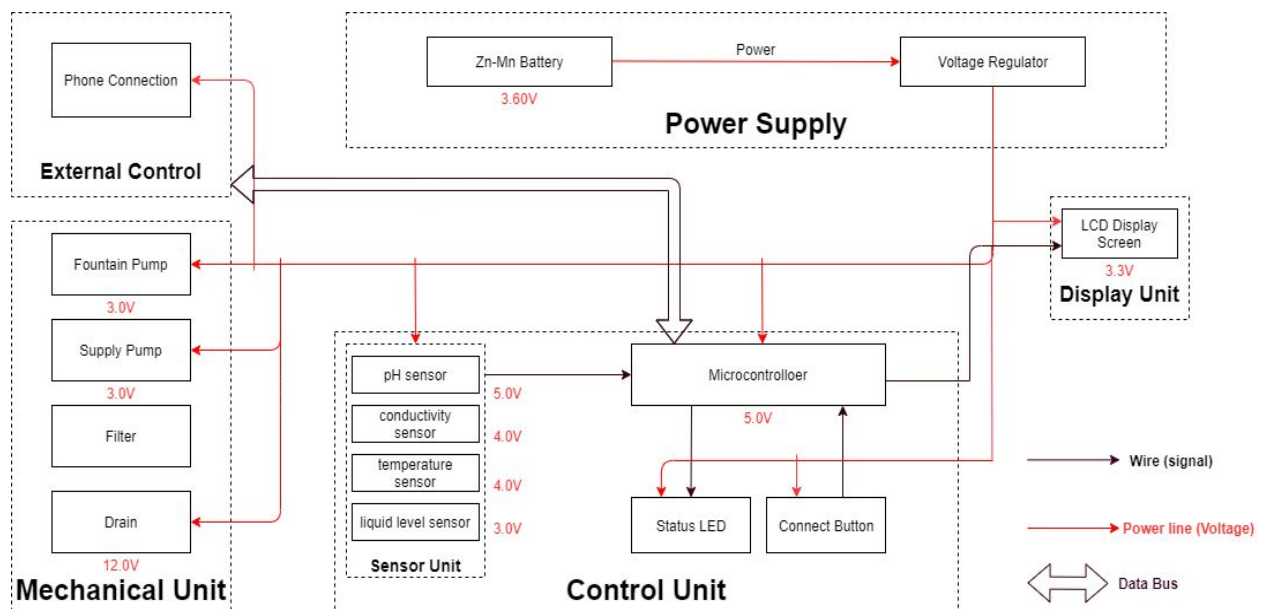 Phone Connection
External Control
Zn-Mn Battery
3.60V
Power
Voltage Regulator
Power Supply
Fountain Pump
3.0V
Supply Pump
3.0V
Filter
Drain
12.0V
Mechanical Unit
LCD Display
Screen
3.3V
Display Unit
pH sensor
5.0V
conductivity
sensor
4.0V
temperature
sensor
4.0V
liquid level sensor
3.0V
Sensor Unit
Microcontrolloer
5.0V
Status LED
Connect Button
Control Unit
Wire (signal)
Power line (Voltage)
Data Bus